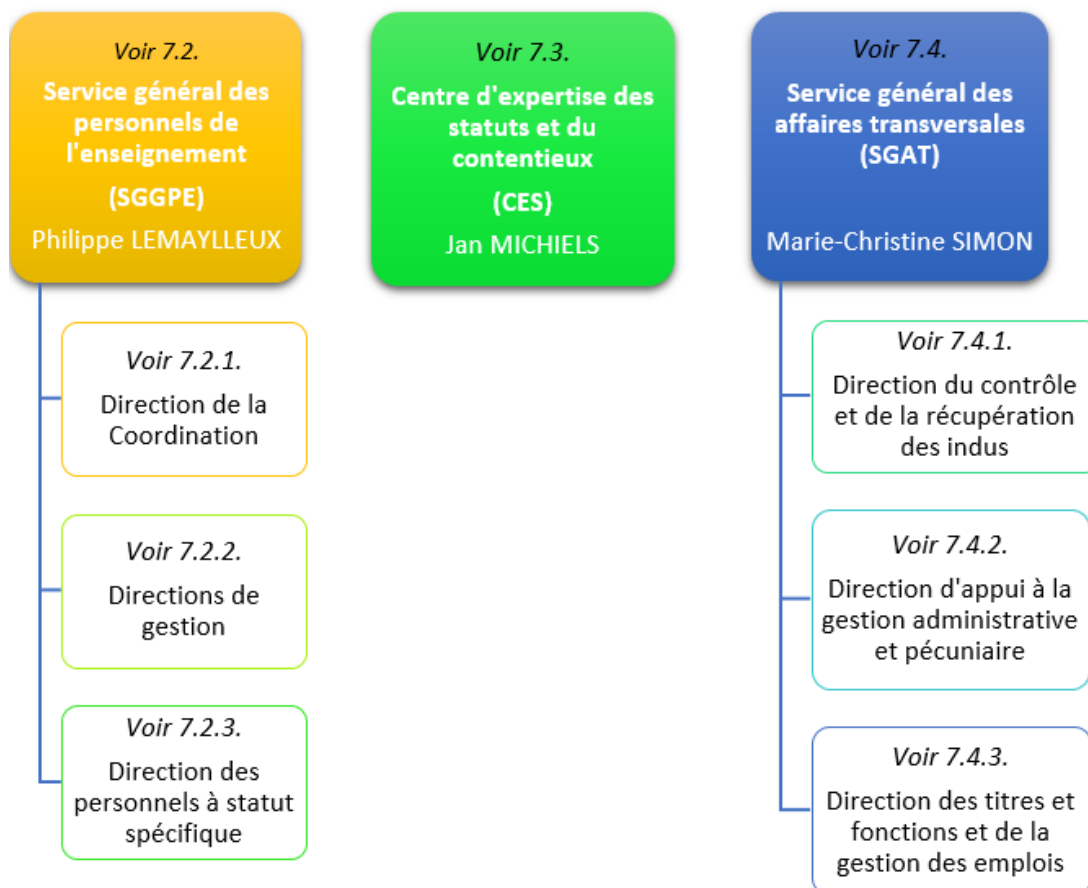 Voir 7.2.
Service général des
personnels de
l'enseignement
(SGGPE)
Philippe LEMAYLLEUX
Voir 7.2.1.
Direction de la
Coordination
Voir 7.2.2.
Directions de
gestion
Voir 7.2.3.
Direction des
personnels à statut
spécifique
Voir 7.3.
Centre d'expertise des
statuts et du
contentieux
(CES)
Jan MICHIELS
Voir 7.4.
Service général des
affaires transversales
(SGAT)
Marie-Christine SIMON
Voir 7.4.1.
Direction du contrôle
et de la récupération
des indus
Voir 7.4.2.
Direction d'appui à la
gestion administrative
et pécuniaire
Voir 7.4.3.
Direction des titres et
fonctions et de la
gestion des emplois